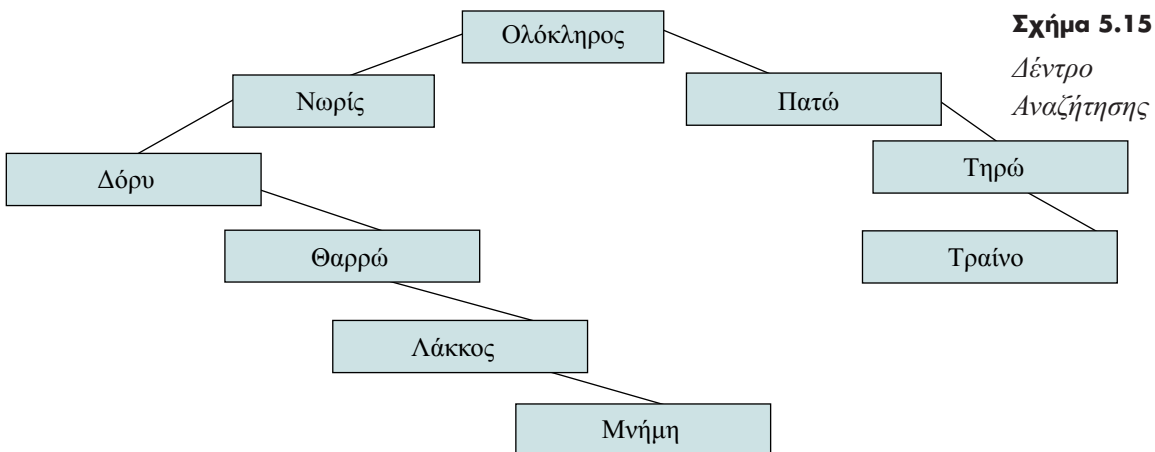 Ολόκληρος
Σχήμα 5.15
Δέντρο
Αναζήτησης
Νωρίς
Πατώ
Δόρυ
Τηρώ
Θαρρώ
Τραίνο
Λάκκος
Μνήμη